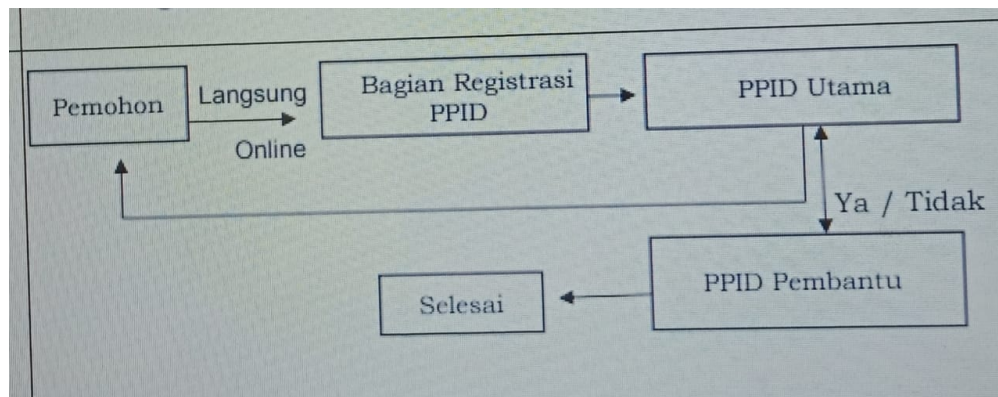 Pemohon
Langsung
Online
Bagian Registrasi
PPID
PPID Utama
Ya / Tidak
PPID Pembantu
Selesai